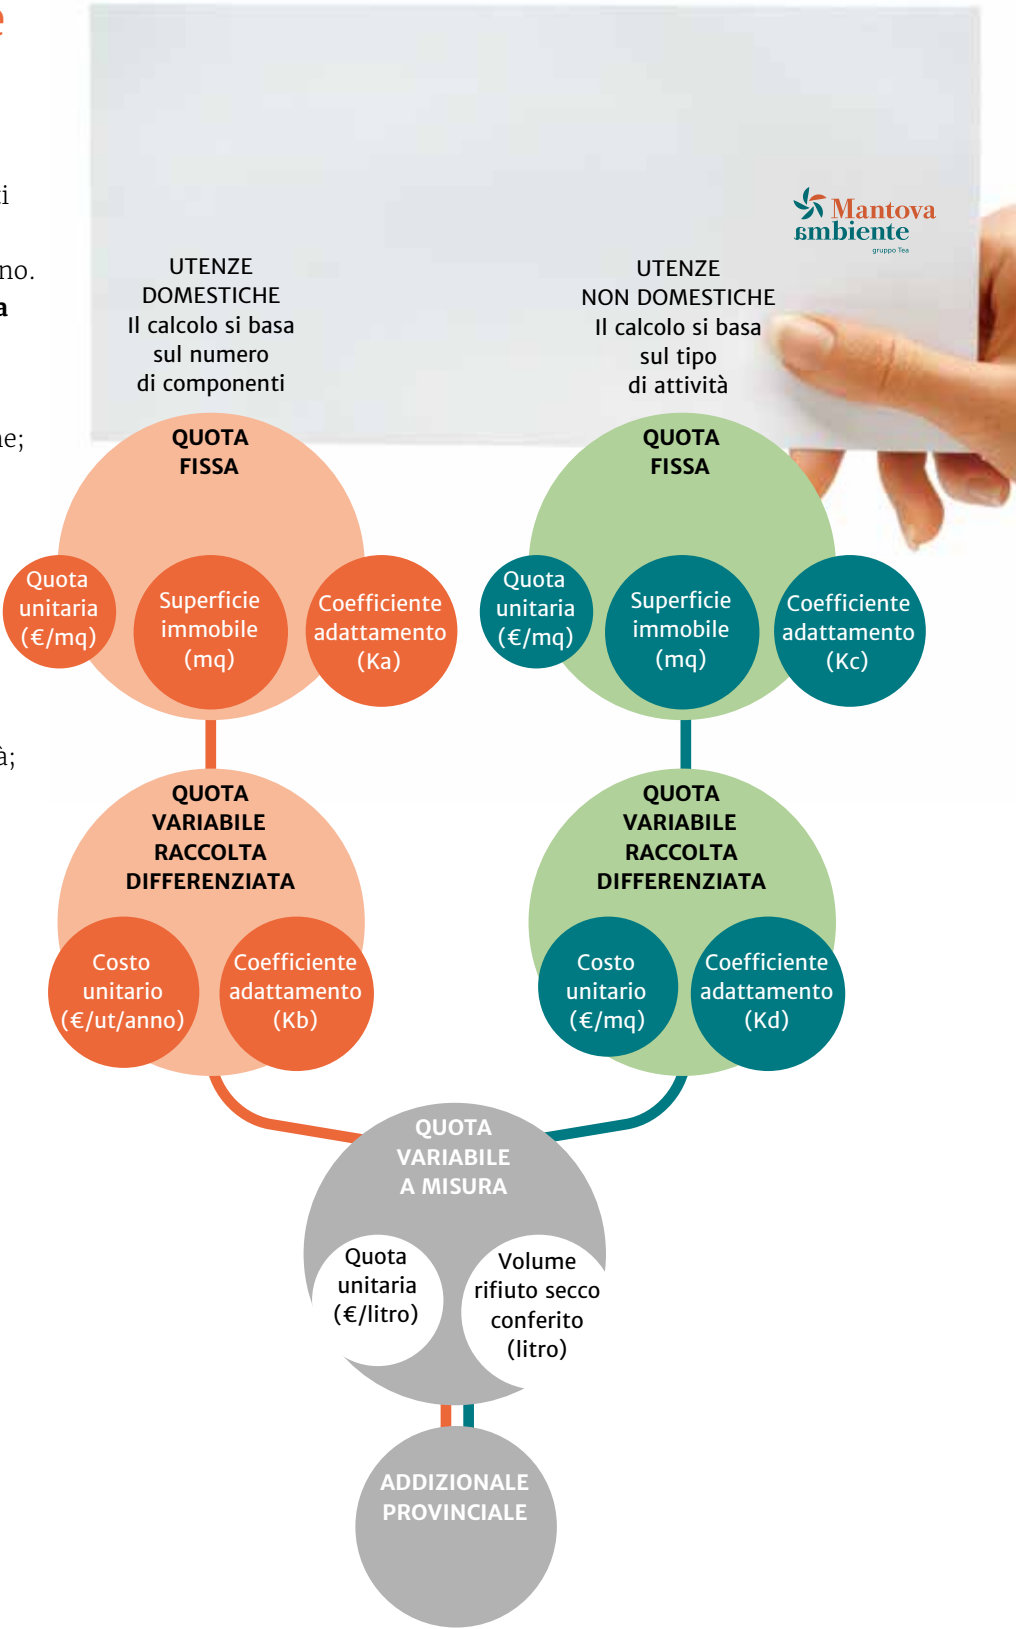 Mantova
ambiente
gruppo Tea
no.
a
UTENZE
DOMESTICHE
Il calcolo si basa
sul numero
di componenti
UTENZE
NON DOMESTICHE
Il calcolo si basa
sul tipo
di attività
QUOTA
FISSA
Quota
unitaria
(€/mq)
Superficie
immobile
(mq)
Coefficiente
adattamento
(Ka)
QUOTA
FISSA
Quota
unitaria
(€/mq)
Superficie
immobile
(mq)
Coefficiente
adattamento
(Kc)
QUOTA
VARIABILE
RACCOLTA
DIFFERENZIATA
Costo
unitario
(€/ut/anno)
Coefficiente
adattamento
(Kb)
QUOTA
VARIABILE
RACCOLTA
DIFFERENZIATA
Costo
unitario
(€/mq)
Coefficiente
adattamento
(Kd)
QUOTA
VARIABILE
A MISURA
Quota
unitaria
(€/litro)
Volume
rifiuto secco
conferito
(litro)
ADDIZIONALE
PROVINCIALE